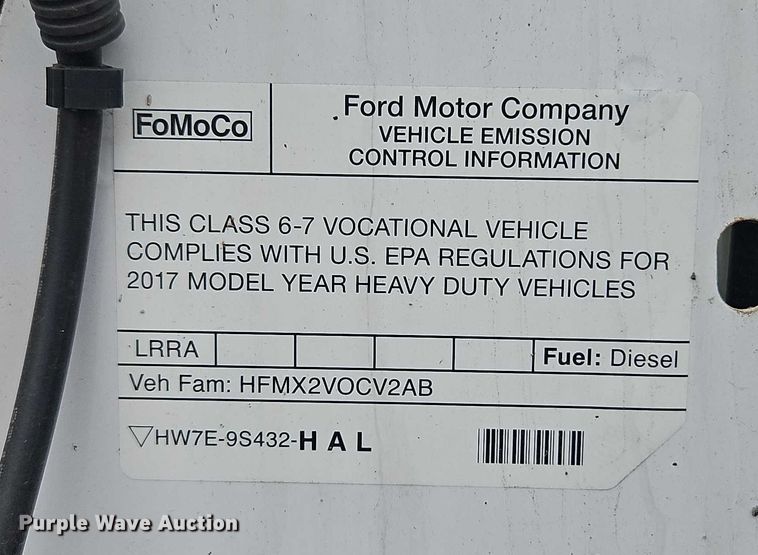 FoMoCo
Ford Motor Company
VEHICLE EMISSION
CONTROL INFORMATION
THIS CLASS 6-7 VOCATIONAL VEHICLE
COMPLIES WITH U.S. EPA REGULATIONS FOR
2017 MODEL YEAR HEAVY DUTY VEHICLES
LRRA Fuel: Diesel
Veh Fam: HFMX2VOCV2AB
▽HW7E-9S432-HAL
Purple Wave Auction